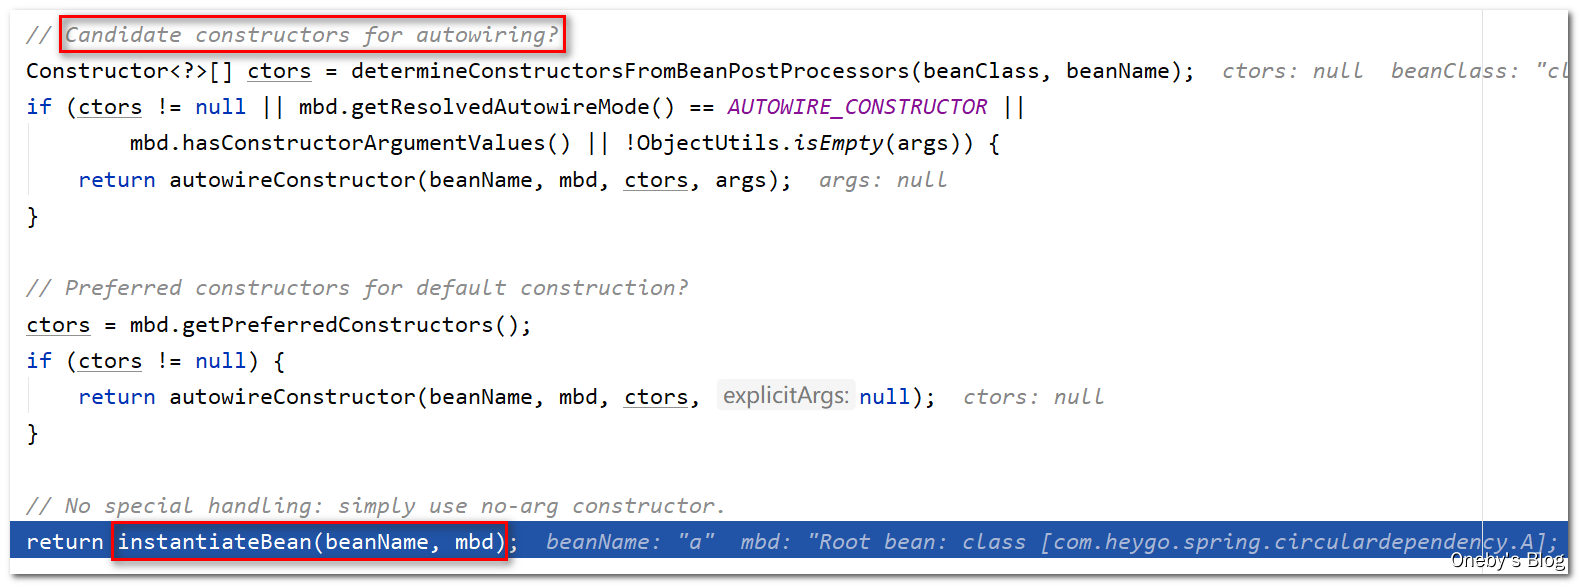 // Candidate constructors for autowiring?
Constructor<?>[] ctors = determineConstructorsFromBeanPostProcessors(beanClass, beanName);  ctors: null  beanClass: "cl
if (ctors != null || mbd.getResolvedAutowireMode() == AUTOWIRE_CONSTRUCTOR ||
        mbd.hasConstructorArgumentValues() || !ObjectUtils.isEmpty(args)) {
    return autowireConstructor(beanName, mbd, ctors, args);  args: null
}
// Preferred constructors for default construction?
ctors = mbd.getPreferredConstructors();
if (ctors != null) {
    return autowireConstructor(beanName, mbd, ctors, explicitArgs: null);  ctors: null
}
// No special handling: simply use no-arg constructor.
return instantiateBean(beanName, mbd);  beanName: "a"  mbd: "Root bean: class [com.heygo.spring.circulardependency.A];
Oneby's Blog